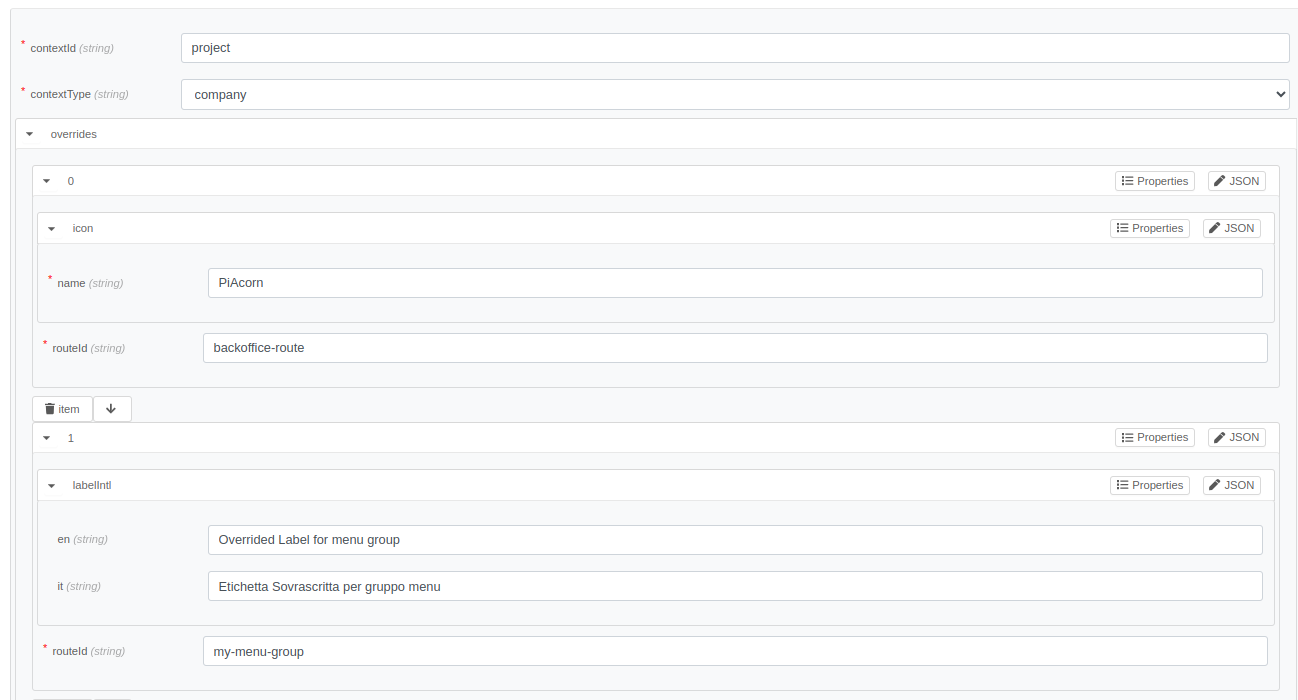 * contextId (string) project
* contextType (string) company
overrides
0 Properties JSON
icon Properties JSON
* name (string) PiAcorn
* routeId (string) backoffice-route
item
1 Properties JSON
labelIntl Properties JSON
en (string) Overrided Label for menu group
it (string) Etichetta Sovrascritta per gruppo menu
* routeId (string) my-menu-group